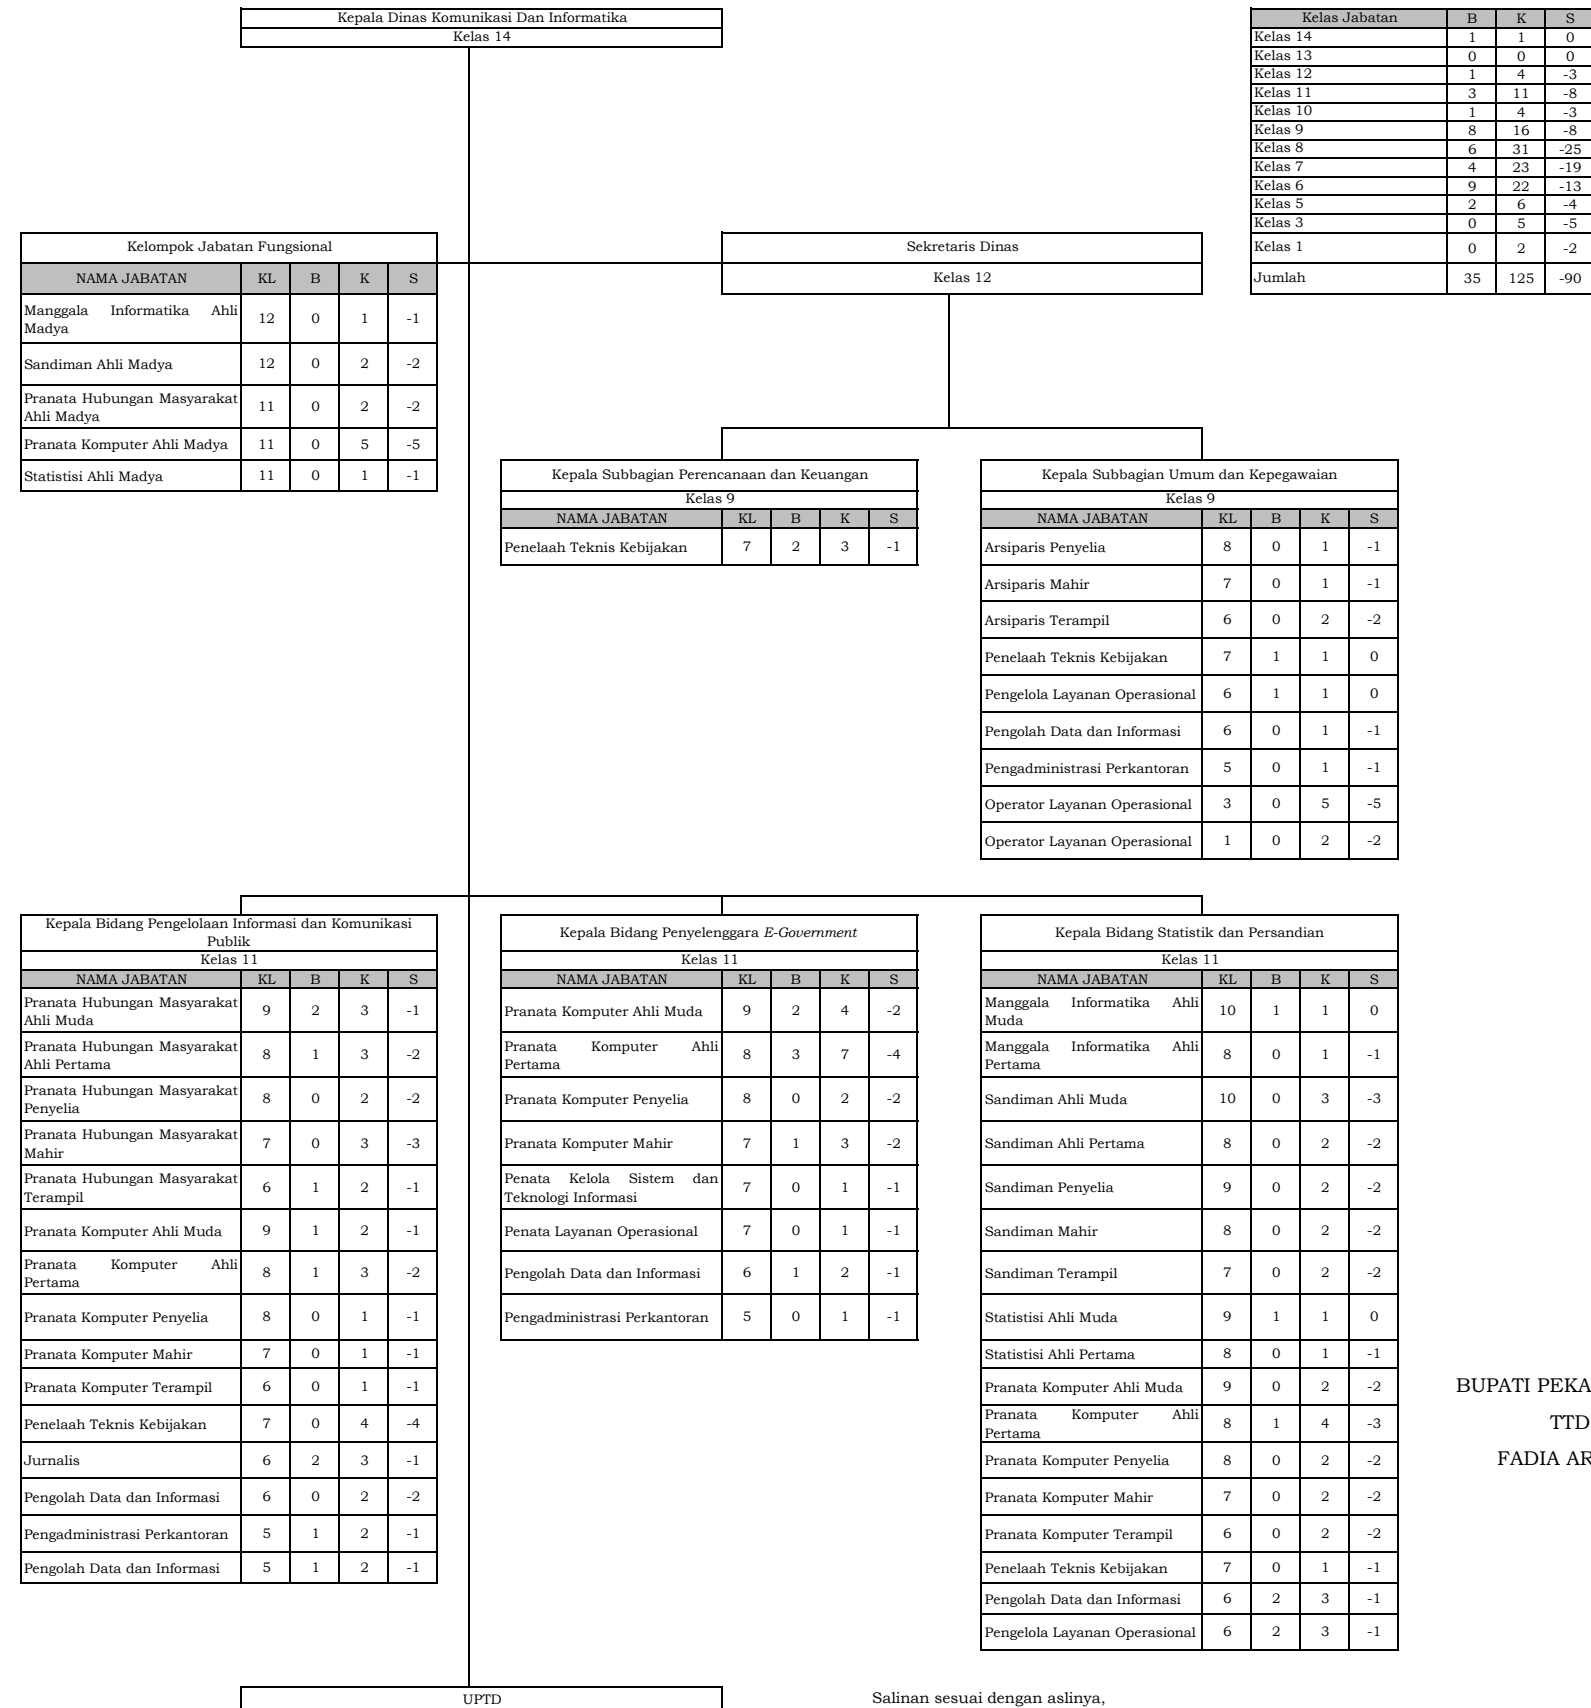 Kepala Dinas Komunikasi Dan Informatika
Kelas 14
Kelas Jabatan B K S
Kelas 14 1 1 0
Kelas 13 0 0 0
Kelas 12 1 4 -3
Kelas 11 3 11 -8
Kelas 10 1 4 -3
Kelas 9 8 16 -8
Kelas 8 6 31 -25
Kelas 7 4 23 -19
Kelas 6 9 22 -13
Kelas 5 2 6 -4
Kelas 3 0 5 -5
Kelas 1 0 2 -2
Jumlah 35 125 -90
Kelompok Jabatan Fungsional
NAMA JABATAN KL B K S
Manggala Informatika Ahli
Madya 12 0 1 -1
Sandiman Ahli Madya 12 0 2 -2
Pranata Hubungan Masyarakat
Ahli Madya 11 0 2 -2
Pranata Komputer Ahli Madya 11 0 5 -5
Statistisi Ahli Madya 11 0 1 -1
Sekretaris Dinas
Kelas 12
Kepala Subbagian Perencanaan dan Keuangan
Kelas 9
NAMA JABATAN KL B K S
Penelaah Teknis Kebijakan 7 2 3 -1
Kepala Subbagian Umum dan Kepegawaian
Kelas 9
NAMA JABATAN KL B K S
Arsiparis Penyelia 8 0 1 -1
Arsiparis Mahir 7 0 1 -1
Arsiparis Terampil 6 0 2 -2
Penelaah Teknis Kebijakan 7 1 1 0
Pengelola Layanan Operasional 6 1 1 0
Pengolah Data dan Informasi 6 0 1 -1
Pengadministrasi Perkantoran 5 0 1 -1
Operator Layanan Operasional 3 0 5 -5
Operator Layanan Operasional 1 0 2 -2
Kepala Bidang Pengelolaan Informasi dan Komunikasi
Publik
Kelas 11
NAMA JABATAN KL B K S
Pranata Hubungan Masyarakat
Ahli Muda 9 2 3 -1
Pranata Hubungan Masyarakat
Ahli Pertama 8 1 3 -2
Pranata Hubungan Masyarakat
Penyelia 8 0 2 -2
Pranata Hubungan Masyarakat
Mahir 7 0 3 -3
Pranata Hubungan Masyarakat
Terampil 6 1 2 -1
Pranata Komputer Ahli Muda 9 1 2 -1
Pranata Komputer Ahli
Pertama 8 1 3 -2
Pranata Komputer Penyelia 8 0 1 -1
Pranata Komputer Mahir 7 0 1 -1
Pranata Komputer Terampil 6 0 1 -1
Penelaah Teknis Kebijakan 7 0 4 -4
Jurnalis 6 2 3 -1
Pengolah Data dan Informasi 6 0 2 -2
Pengadministrasi Perkantoran 5 1 2 -1
Pengolah Data dan Informasi 5 1 2 -1
Kepala Bidang Penyelenggara E-Government
Kelas 11
NAMA JABATAN KL B K S
Pranata Komputer Ahli Muda 9 2 4 -2
Pranata Komputer Ahli
Pertama 8 3 7 -4
Pranata Komputer Penyelia 8 0 2 -2
Pranata Komputer Mahir 7 1 3 -2
Penata Kelola Sistem dan
Teknologi Informasi 7 0 1 -1
Penata Layanan Operasional 7 0 1 -1
Pengolah Data dan Informasi 6 1 2 -1
Pengadministrasi Perkantoran 5 0 1 -1
Kepala Bidang Statistik dan Persandian
Kelas 11
NAMA JABATAN KL B K S
Manggala Informatika Ahli
Muda 10 1 1 0
Manggala Informatika Ahli
Pertama 8 0 1 -1
Sandiman Ahli Muda 10 0 3 -3
Sandiman Ahli Pertama 8 0 2 -2
Sandiman Penyelia 9 0 2 -2
Sandiman Mahir 8 0 2 -2
Sandiman Terampil 7 0 2 -2
Statistisi Ahli Muda 9 1 1 0
Statistisi Ahli Pertama 8 0 1 -1
Pranata Komputer Ahli Muda 9 0 2 -2
Pranata Komputer Ahli
Pertama 8 1 4 -3
Pranata Komputer Penyelia 8 0 2 -2
Pranata Komputer Mahir 7 0 2 -2
Pranata Komputer Terampil 6 0 2 -2
Penelaah Teknis Kebijakan 7 0 1 -1
Pengolah Data dan Informasi 6 2 3 -1
Pengelola Layanan Operasional 6 2 3 -1
BUPATI PEKA
TTD
FADIA AR
UPTD
Salinan sesuai dengan aslinya,